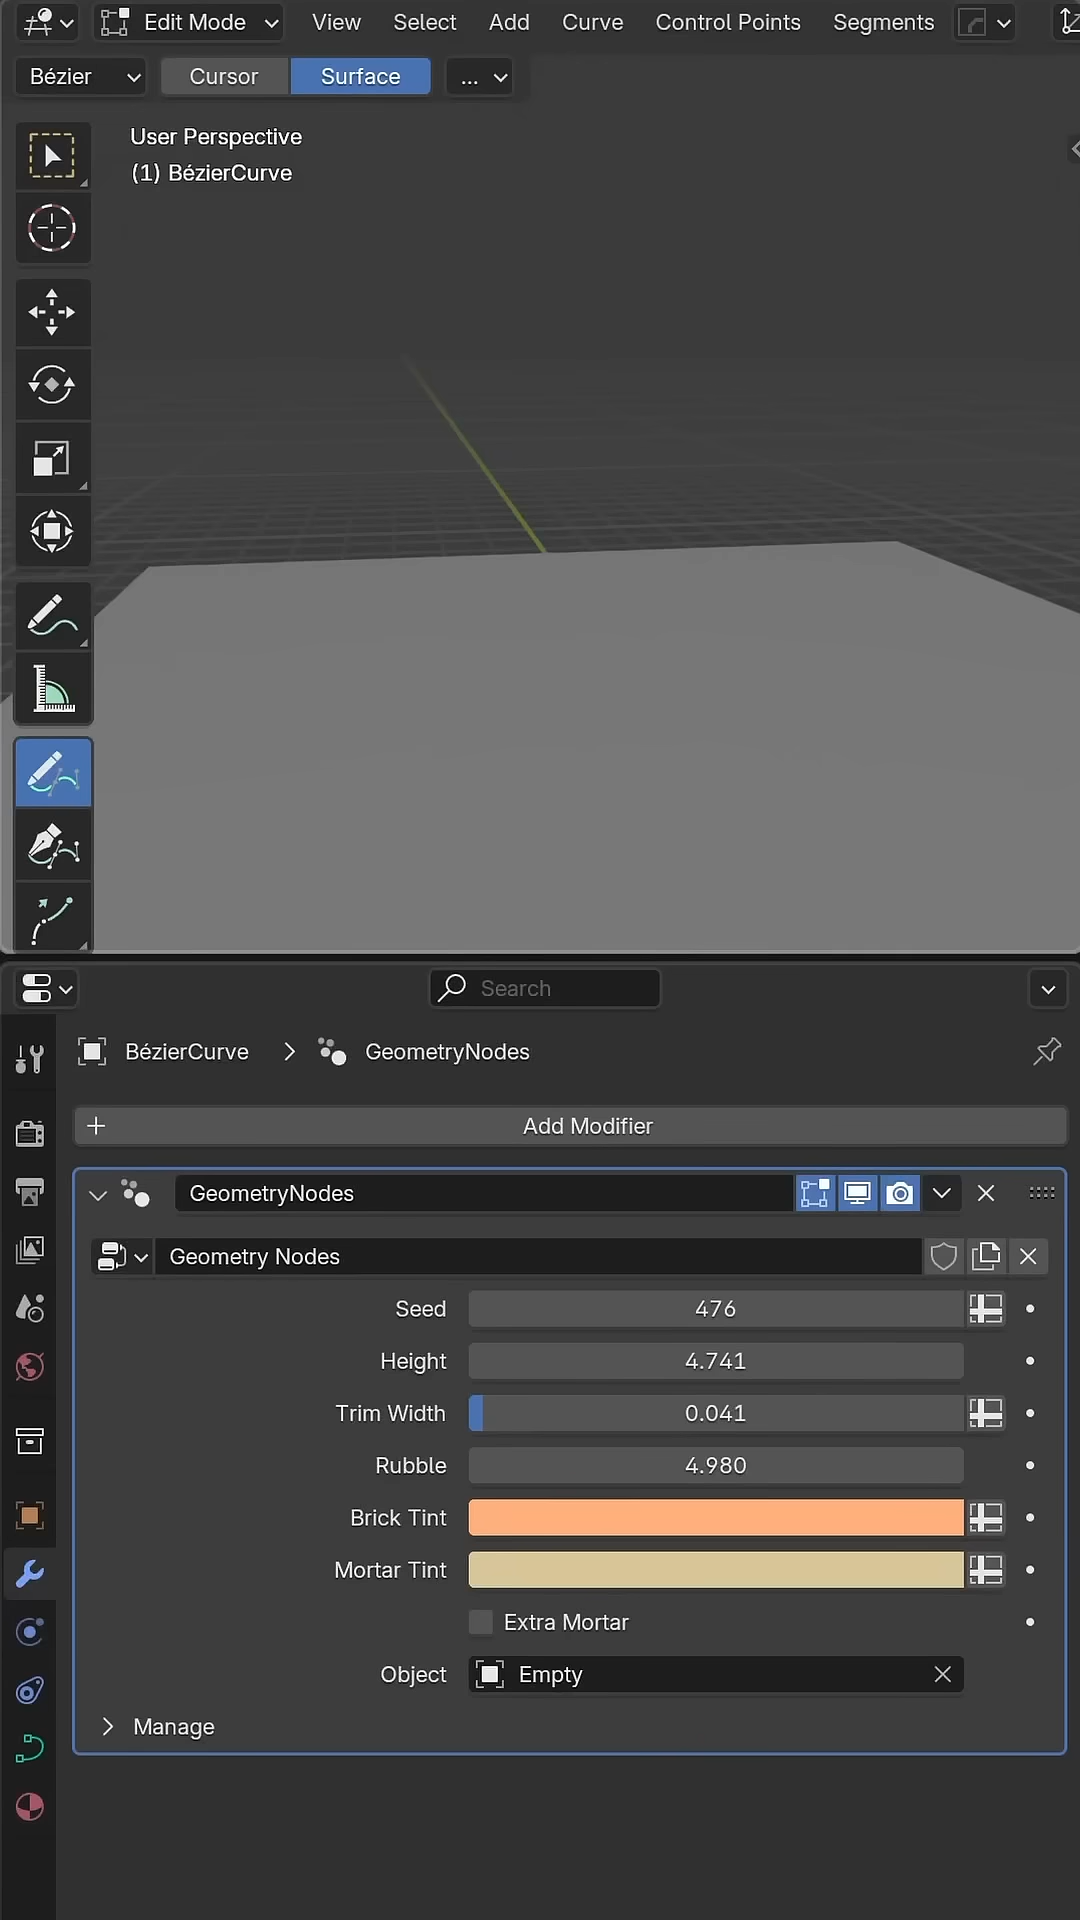 Edit Mode View Select Add Curve Control Points Segments
Bézier Cursor Surface ...
User Perspective
(1) BézierCurve
Search
BézierCurve GeometryNodes
Add Modifier
GeometryNodes
Geometry Nodes
Seed 476
Height 4.741
Trim Width 0.041
Rubble 4.980
Brick Tint
Mortar Tint
Extra Mortar
Object Empty
Manage